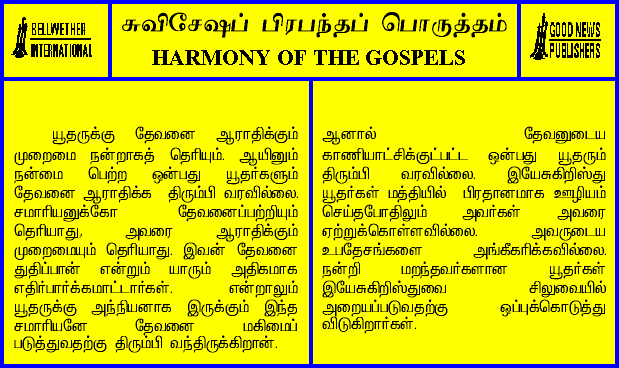 BELLWETHER
INTERNATIONAL
சுவிசேஷப் பிரபந்தப் பொருத்தம்
HARMONY OF THE GOSPELS
GOOD NEWS
PUBLISHERS
யூதருக்கு தேவனை ஆராதிக்கும்
முறைமை நன்றாகத் தெரியும். ஆயினும்
நன்மை பெற்ற ஒன்பது யூதர்களும்
தேவனை ஆராதிக்க திரும்பி வரவில்லை.
சமாரியனுக்கோ தேவனைப்பற்றியும்
தெரியாது, அவரை ஆராதிக்கும்
முறைமையும் தெரியாது. இவன் தேவனை
துதிப்பான் என்றும் யாரும் அதிகமாக
எதிர்பார்க்கமாட்டார்கள். என்றாலும்
யூதருக்கு அந்நியனாக இருக்கும் இந்த
சமாரியனே தேவனை மகிமைப்
படுத்துவதற்கு திரும்பி வந்திருக்கிறான்.
ஆனால் தேவனுடைய
காணியாட்சிக்குட்பட்ட ஒன்பது யூதரும்
திரும்பி வரவில்லை. இயேசுகிறிஸ்து
யூதர்கள் மத்தியில் பிரதானமாக ஊழியம்
செய்தபோதிலும் அவர்கள் அவரை
ஏற்றுக்கொள்ளவில்லை. அவருடைய
உபதேசங்களை அங்கீகரிக்கவில்லை.
நன்றி மறந்தவர்களான யூதர்கள்
இயேசுகிறிஸ்துவை சிலுவையில்
அறையப்படுவதற்கு ஒப்புக்கொடுத்து
விடுகிறார்கள்.